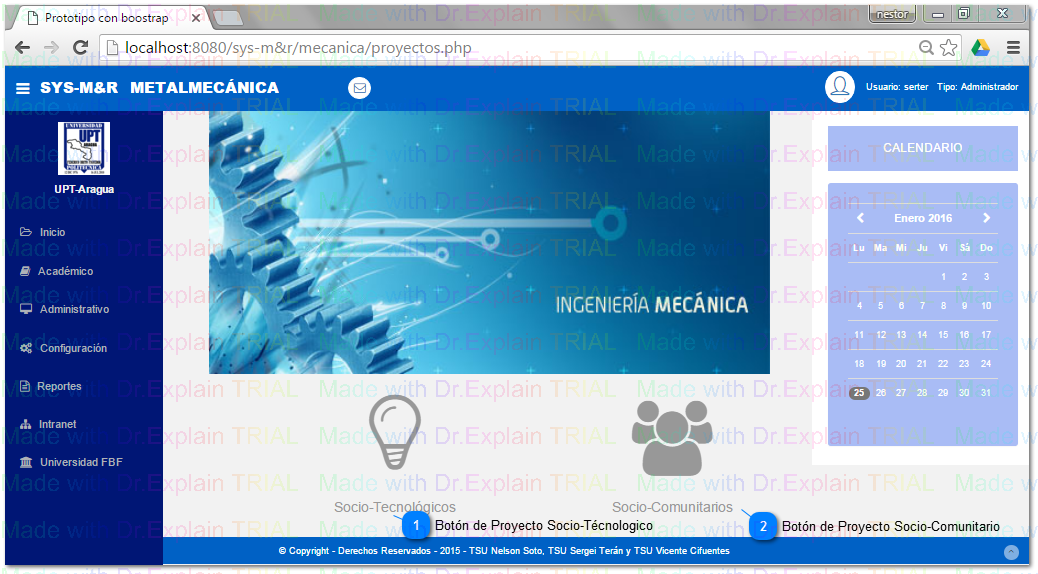 Prototipo con boostrap
nestor
localhost:8080/sys-m&r/mecanica/proyectos.php
SYS-M&R METALMECÁNICA
Usuario: serter Tipo: Administrador
UNIVERSIDAD
UPT
ARAGUA
POLITECNICA
UPT-Aragua
Inicio
Académico
Administrativo
Configuración
Reportes
Intranet
Universidad FBF
INGENIERÍA MECÁNICA
CALENDARIO
Enero 2016
Lu Ma Mi Ju Vi Sá Do
1 2 3
4 5 6 7 8 9 10
11 12 13 14 15 16 17
18 19 20 21 22 23 24
25 26 27 28 29 30 31
Socio-Tecnológicos
Socio-Comunitarios
1 Botón de Proyecto Socio-Técnologico
2 Botón de Proyecto Socio-Comunitario
© Copyright - Derechos Reservados - 2015 - TSU Nelson Soto, TSU Sergei Terán y TSU Vicente Cifuentes
Made with Dr.Explain TRIAL